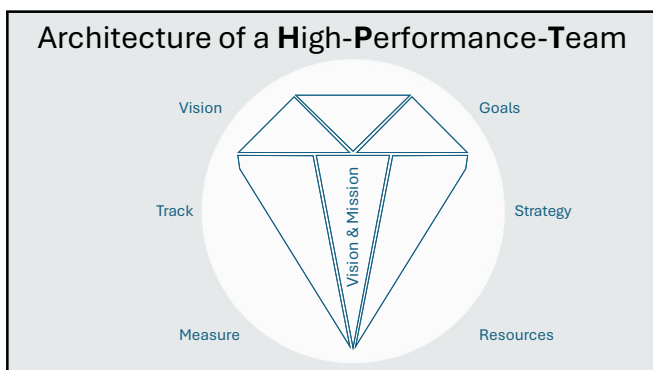 Architecture of a High-Performance-Team
Vision
Goals
Track
Vision & Mission
Strategy
Measure
Resources